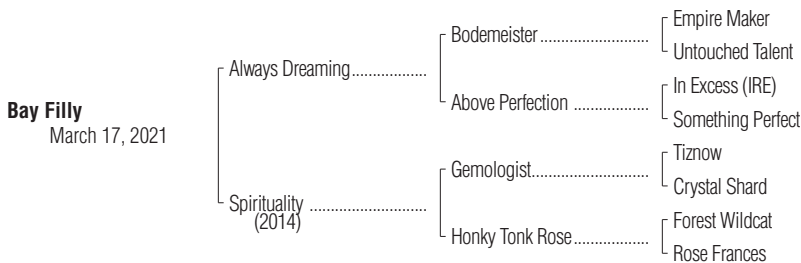 Bay Filly
March 17, 2021
Always Dreaming..................
Spirituality ............................
(2014)
Bodemeister..........................
Above Perfection ..................
Gemologist............................
Honky Tonk Rose..................
Empire Maker
Untouched Talent
In Excess (IRE)
Something Perfect
Tiznow
Crystal Shard
Forest Wildcat
Rose Frances